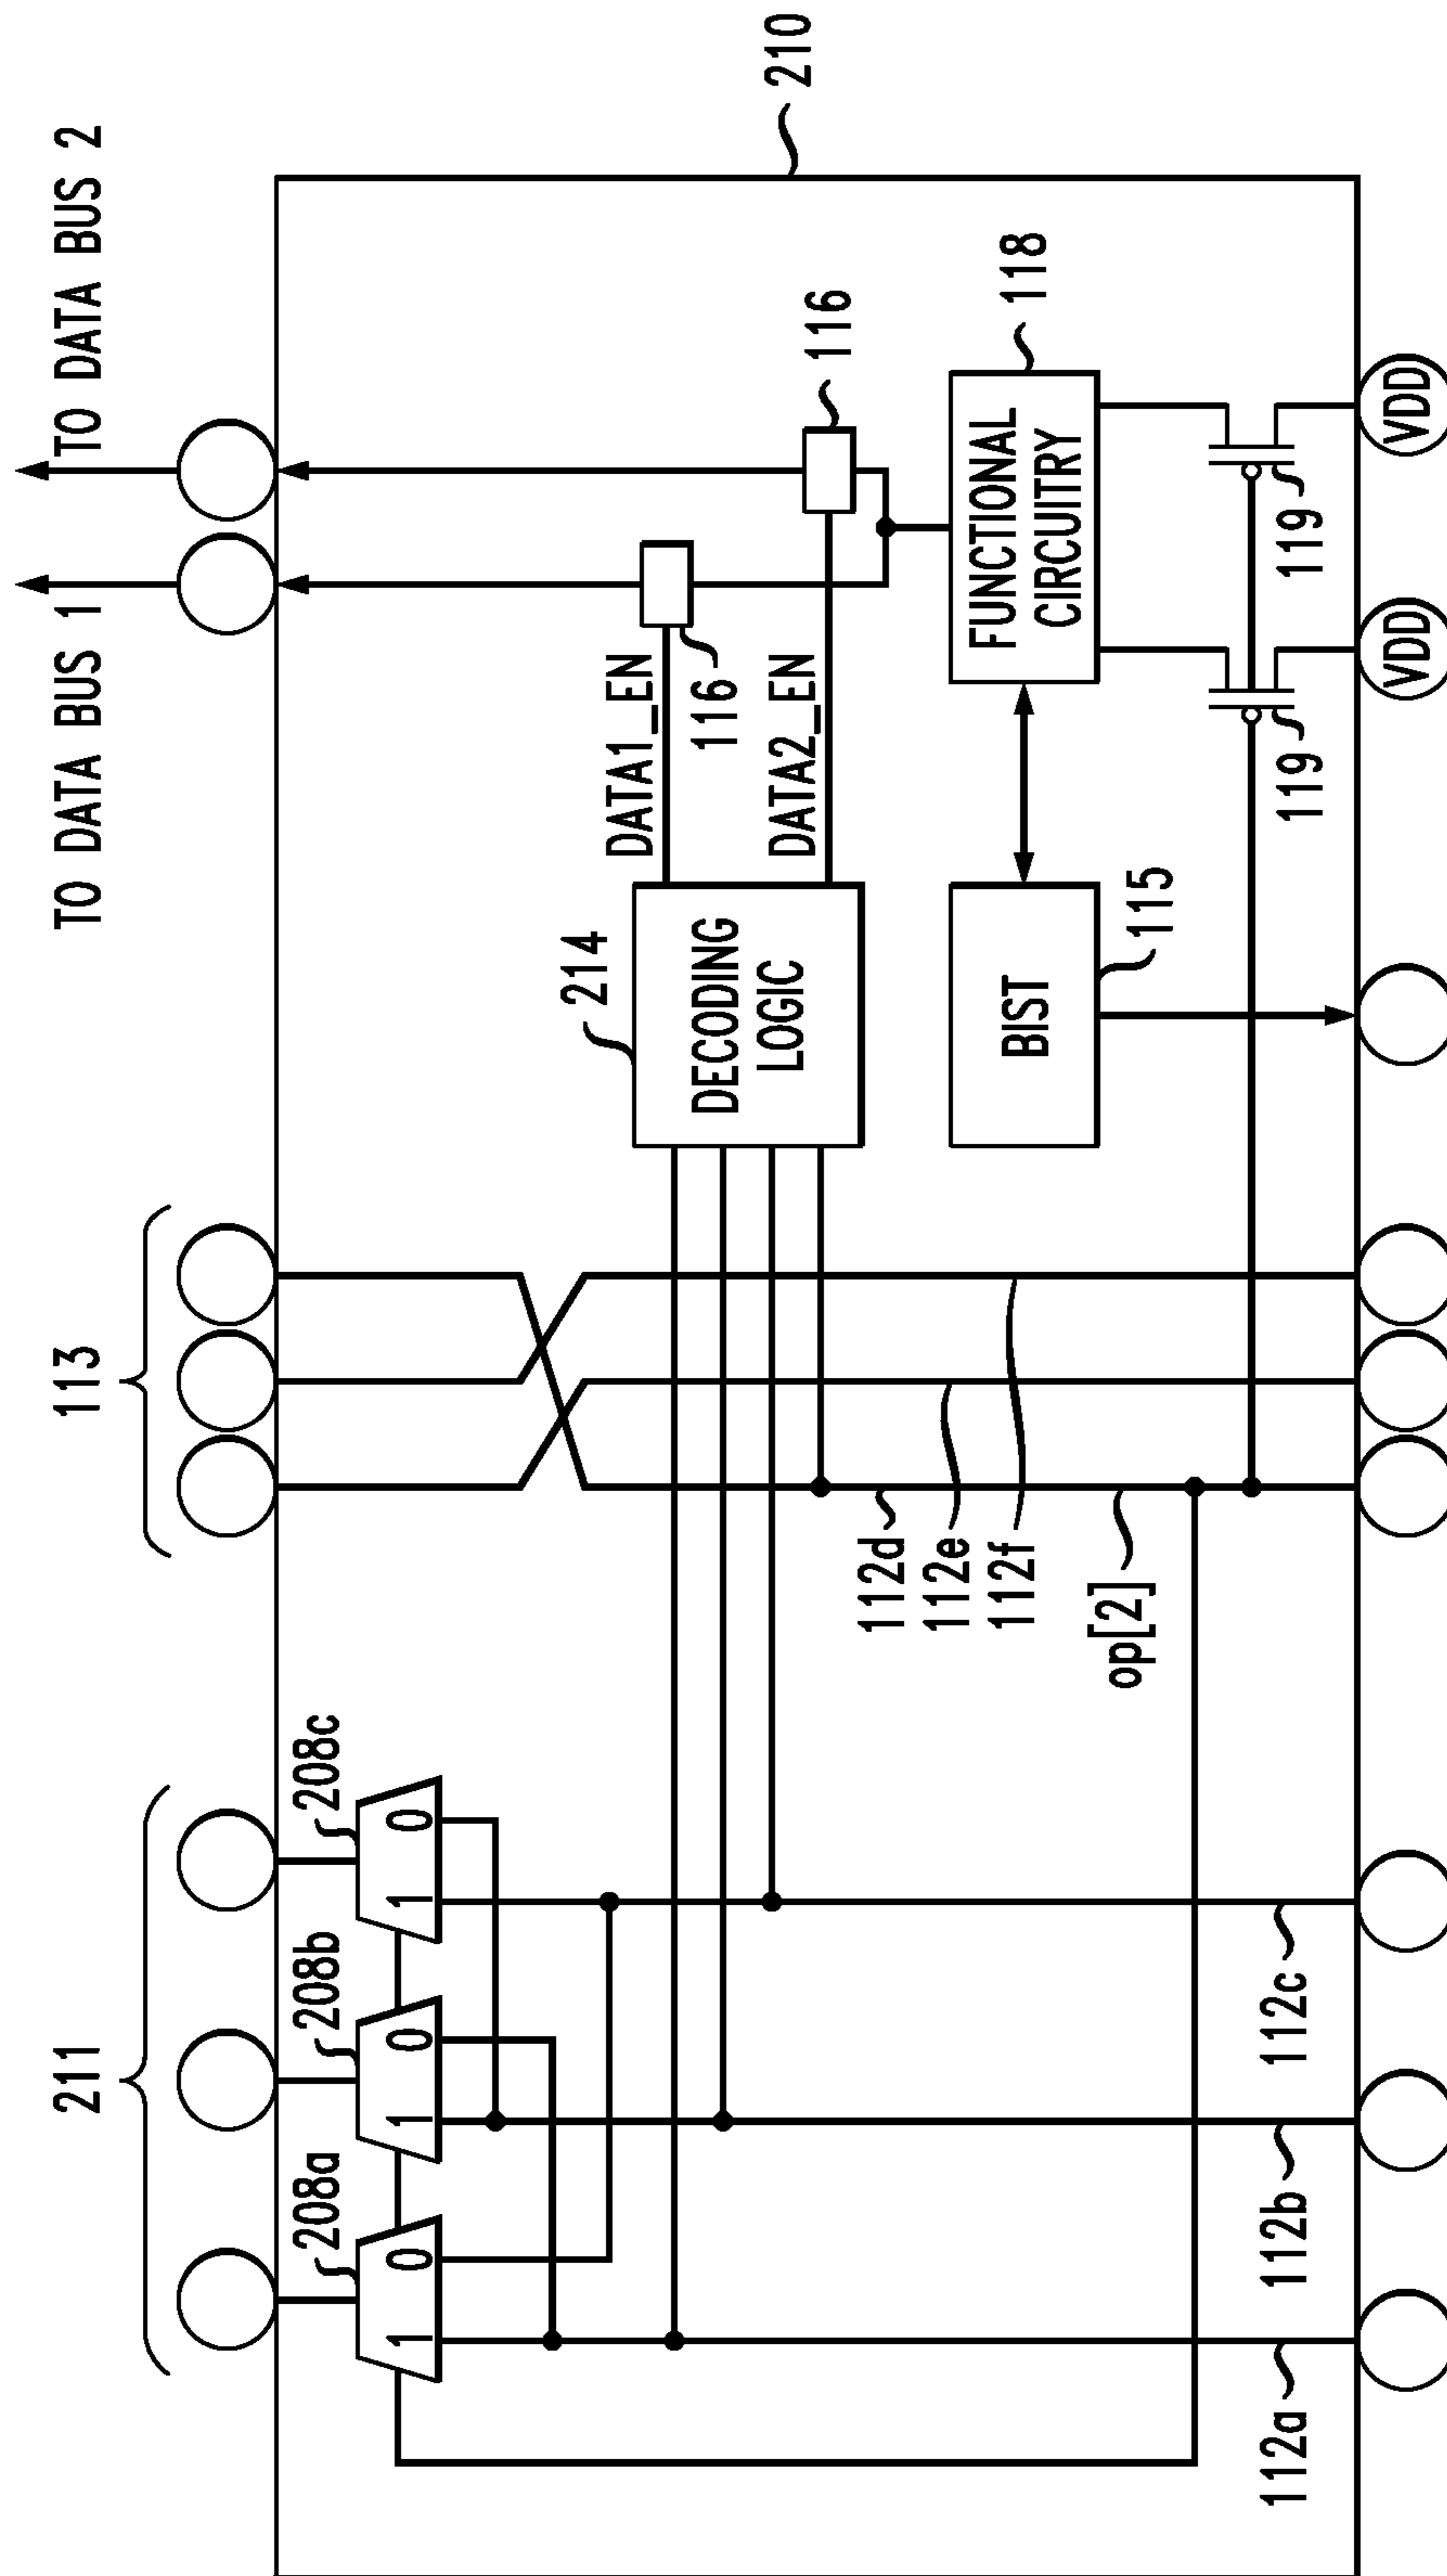 TO DATA BUS 1
TO DATA BUS 2
211
113
210
208a
208b
208c
1
0
1
0
1
0
214
DECODING
LOGIC
DATA1_EN
116
DATA2_EN
116
112d
112e
112f
op[2]
BIST
115
FUNCTIONAL
CIRCUITRY
118
119
119
112a
112b
112c
VDD
VDD